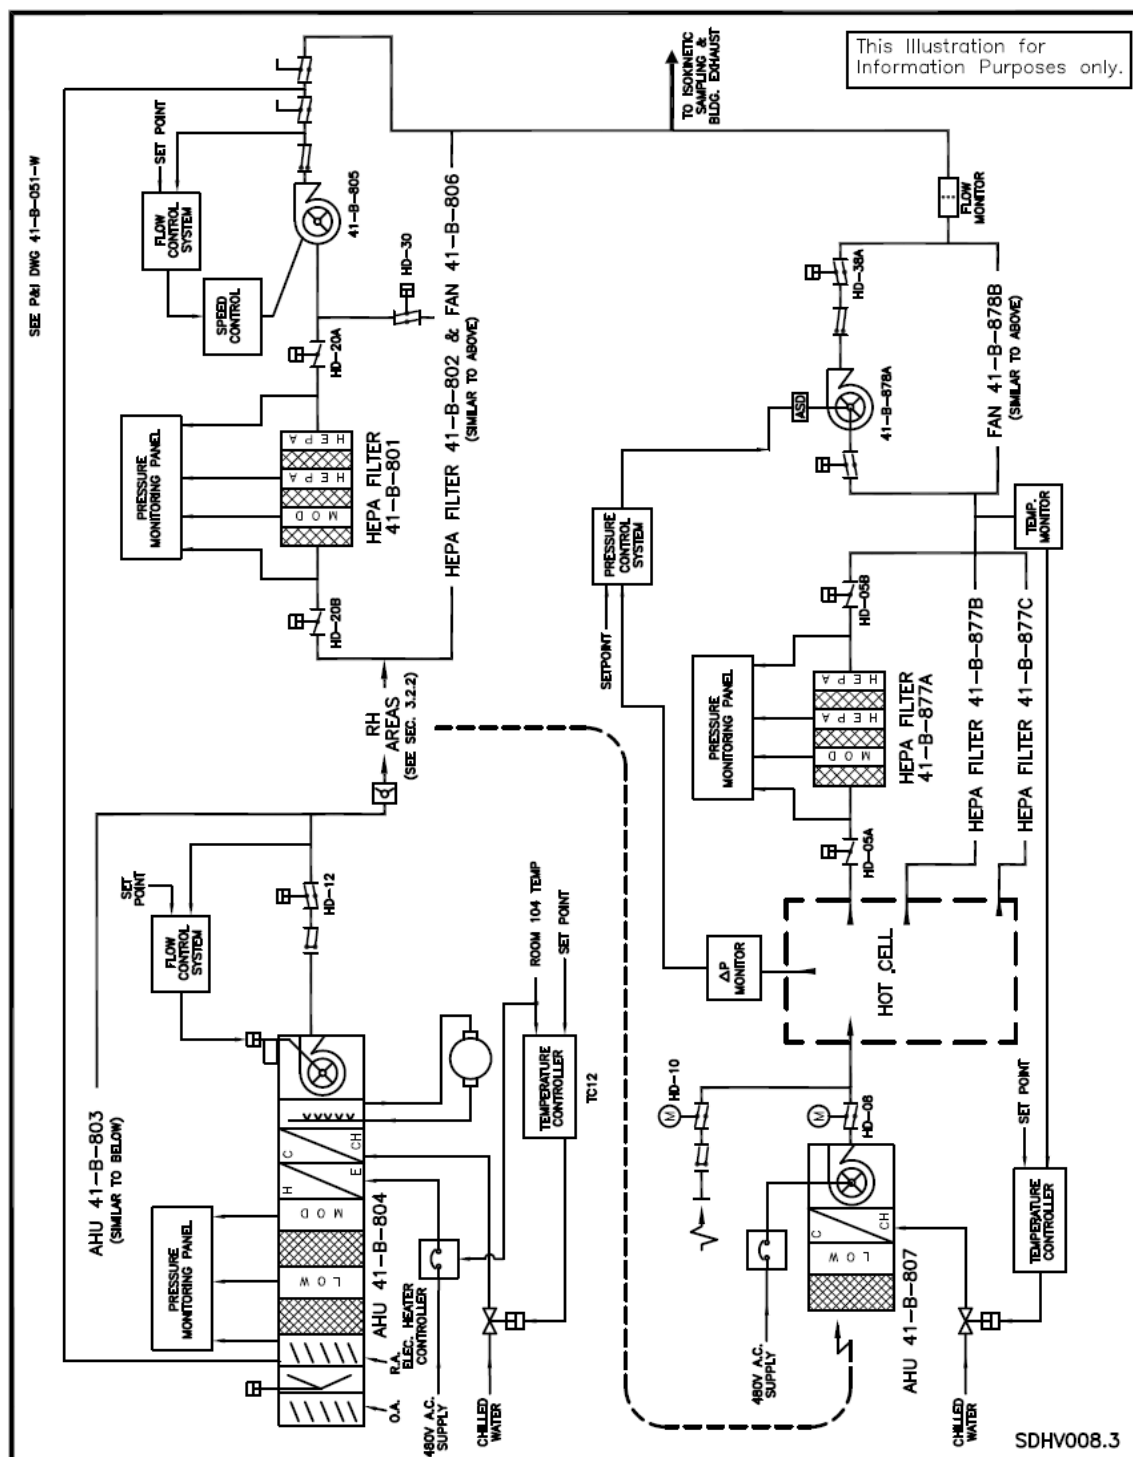 This Illustration for
Information Purposes only.
SEE P&I DWG 41-B-051-W
TO ISOKINETIC
SAMPLING &
BLDG. EXHAUST
SET POINT
FLOW
CONTROL
SYSTEM
SPEED
CONTROL
41-B-805
HD-30
HD-20A
PRESSURE
MONITORING PANEL
HEPA
HEPA
MOD
HEPA FILTER
41-B-801
HD-20B
HEPA FILTER 41-B-802 & FAN 41-B-806
(SIMILAR TO ABOVE)
FLOW
MONITOR
HD-38A
ASD
41-B-878A
FAN 41-B-878B
(SIMILAR TO ABOVE)
TEMP.
MONITOR
PRESSURE
CONTROL
SYSTEM
SETPOINT
PRESSURE
MONITORING PANEL
HD-05B
HEPA
HEPA
MOD
HEPA FILTER
41-B-877A
HD-05A
HEPA FILTER 41-B-877B
HEPA FILTER 41-B-877C
RH
AREAS
(SEE SEC. 3.2.2)
SET
POINT
FLOW
CONTROL
SYSTEM
HD-12
ROOM 104 TEMP
SET POINT
TEMPERATURE
CONTROLLER
TC12
ΔP
MONITOR
HOT CELL
AHU 41-B-803
(SIMILAR TO BELOW)
PRESSURE
MONITORING PANEL
C
CH
H
E
MOD
LOW
AHU 41-B-804
R.A.
ELEC. HEATER
CONTROLLER
O.A.
480V A.C.
SUPPLY
CHILLED
WATER
M
HD-10
M
HD-08
C
CH
LOW
AHU 41-B-807
480V A.C.
SUPPLY
SET POINT
TEMPERATURE
CONTROLLER
CHILLED
WATER
SDHV008.3